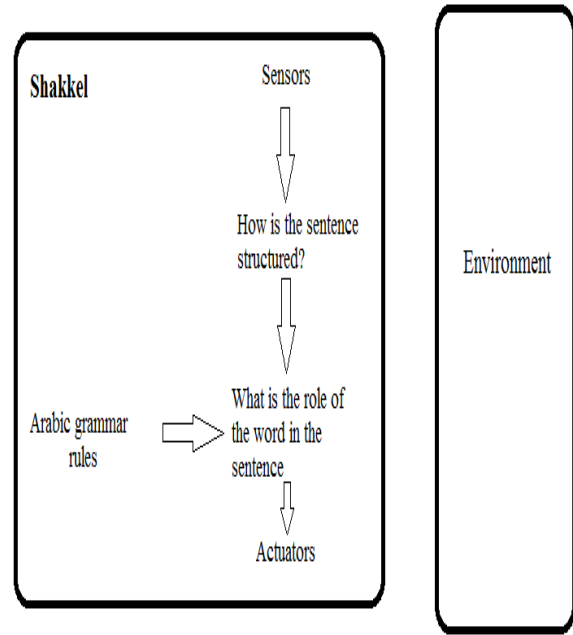 Shakkel
Sensors
How is the sentence
structured?
What is the role of
the word in the
sentence
Arabic grammar
rules
Actuators
Environment